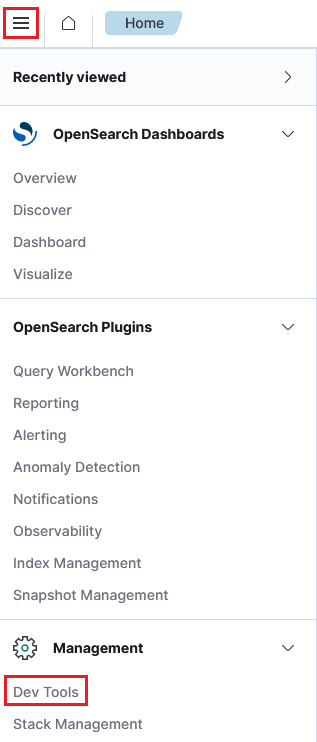 Home
Recently viewed
OpenSearch Dashboards
Overview
Discover
Dashboard
Visualize
OpenSearch Plugins
Query Workbench
Reporting
Alerting
Anomaly Detection
Notifications
Observability
Index Management
Snapshot Management
Management
Dev Tools
Stack Management